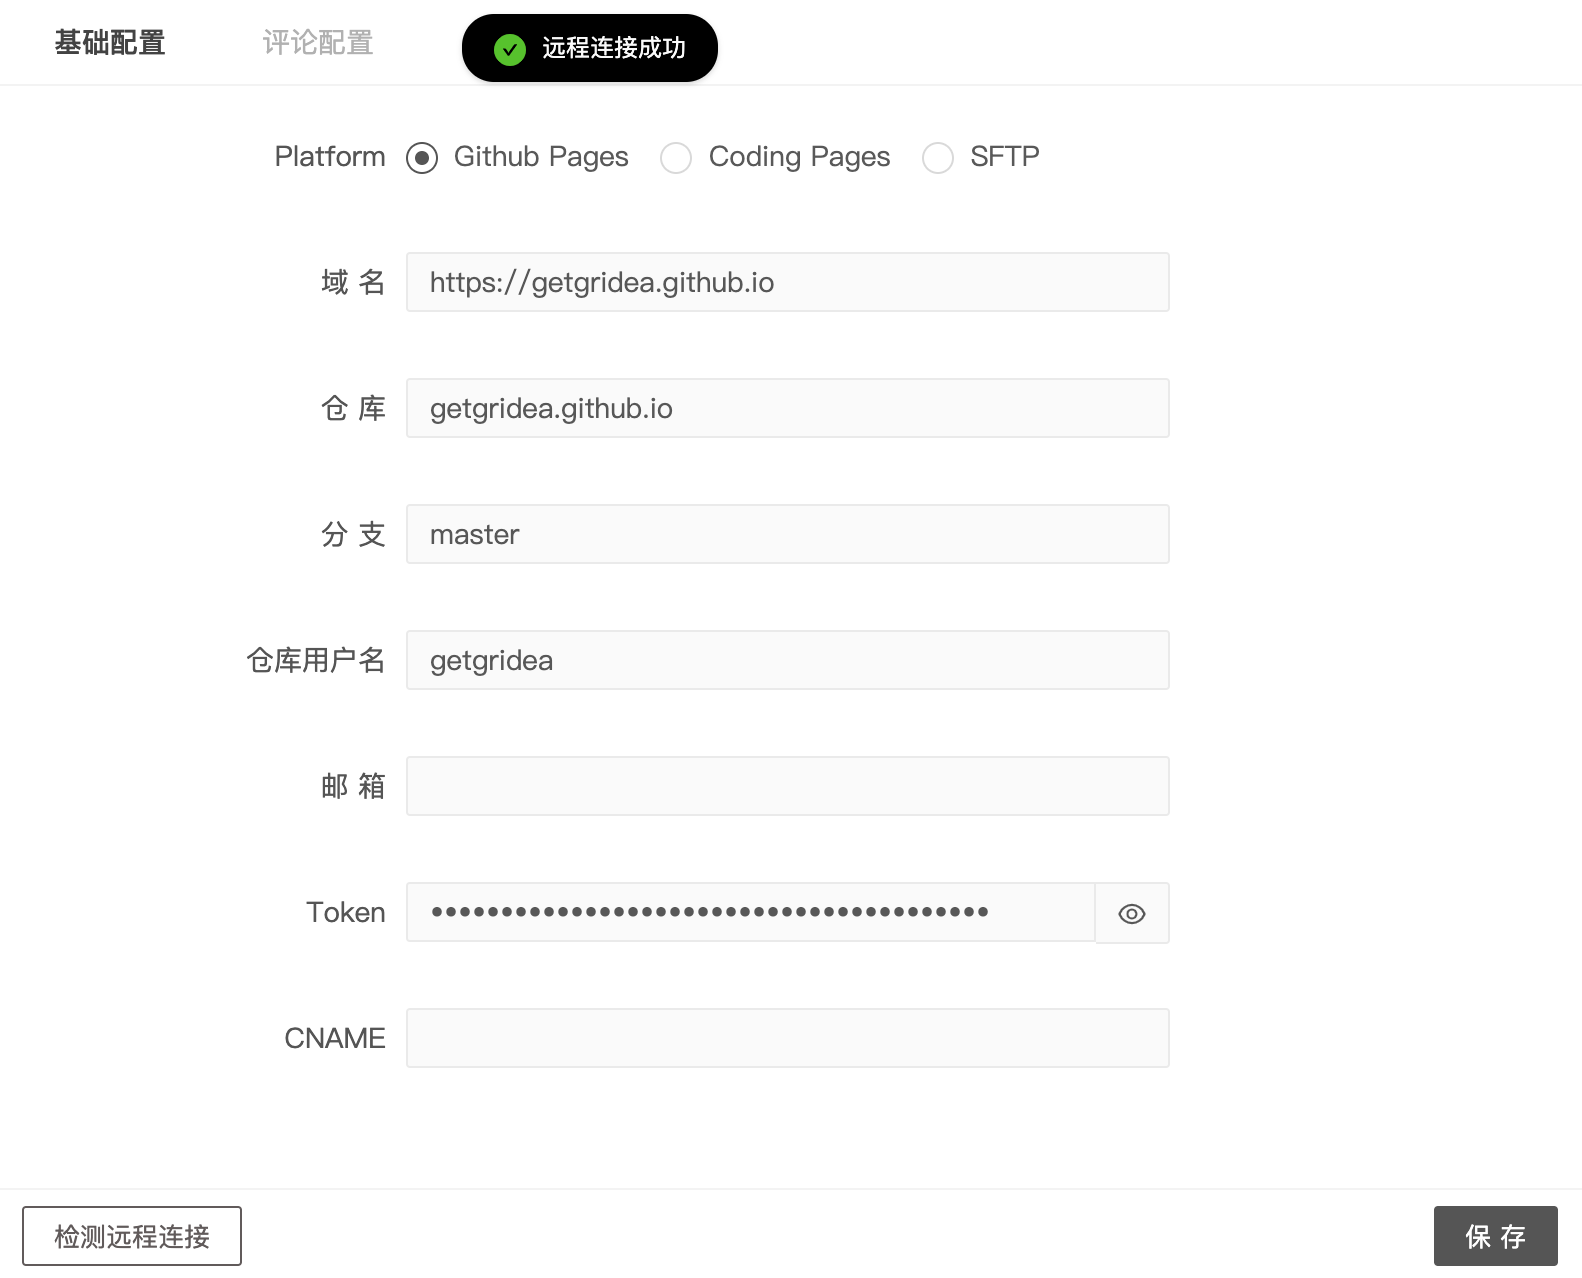 基础配置
评论配置
远程连接成功
Platform
Github Pages
Coding Pages
SFTP
域 名
https://getgridea.github.io
仓 库
getgridea.github.io
分 支
master
仓库用户名
getgridea
邮 箱
Token
••••••••••••••••••••••••••••••••••••••••
CNAME
检测远程连接
保 存